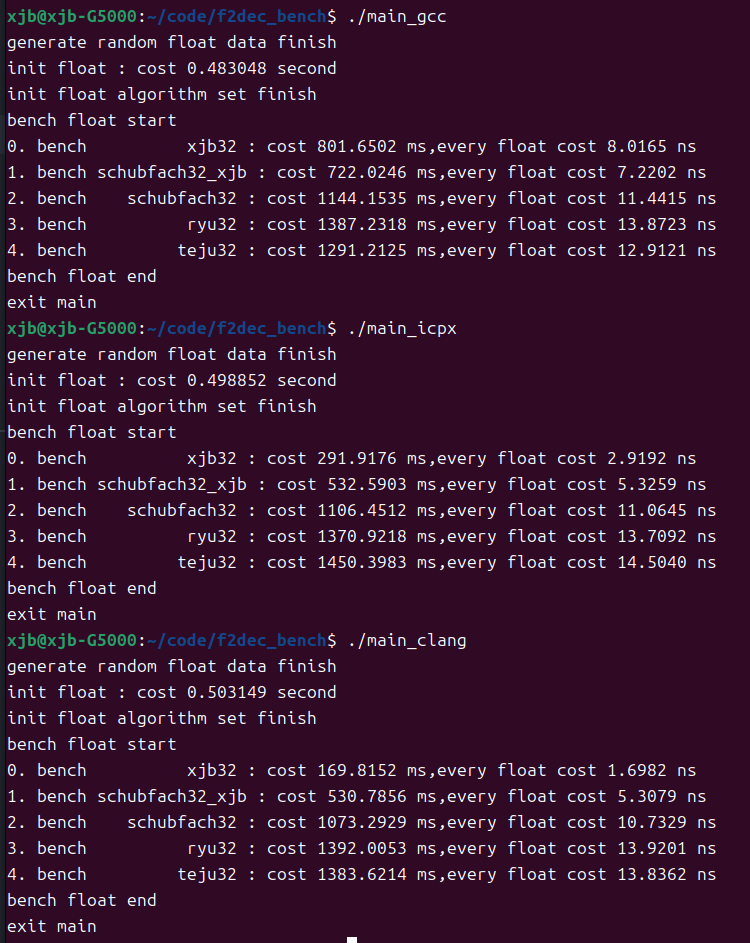 xjb@xjb-G5000:~/code/f2dec_bench$ ./main_gcc
generate random float data finish
init float : cost 0.483048 second
init float algorithm set finish
bench float start
0. bench          xjb32 : cost 801.6502 ms,every float cost 8.0165 ns
1. bench schubfach32_xjb : cost 722.0246 ms,every float cost 7.2202 ns
2. bench    schubfach32 : cost 1144.1535 ms,every float cost 11.4415 ns
3. bench          ryu32 : cost 1387.2318 ms,every float cost 13.8723 ns
4. bench         teju32 : cost 1291.2125 ms,every float cost 12.9121 ns
bench float end
exit main
xjb@xjb-G5000:~/code/f2dec_bench$ ./main_icpx
generate random float data finish
init float : cost 0.498852 second
init float algorithm set finish
bench float start
0. bench          xjb32 : cost 291.9176 ms,every float cost 2.9192 ns
1. bench schubfach32_xjb : cost 532.5903 ms,every float cost 5.3259 ns
2. bench    schubfach32 : cost 1106.4512 ms,every float cost 11.0645 ns
3. bench          ryu32 : cost 1370.9218 ms,every float cost 13.7092 ns
4. bench         teju32 : cost 1450.3983 ms,every float cost 14.5040 ns
bench float end
exit main
xjb@xjb-G5000:~/code/f2dec_bench$ ./main_clang
generate random float data finish
init float : cost 0.503149 second
init float algorithm set finish
bench float start
0. bench          xjb32 : cost 169.8152 ms,every float cost 1.6982 ns
1. bench schubfach32_xjb : cost 530.7856 ms,every float cost 5.3079 ns
2. bench    schubfach32 : cost 1073.2929 ms,every float cost 10.7329 ns
3. bench          ryu32 : cost 1392.0053 ms,every float cost 13.9201 ns
4. bench         teju32 : cost 1383.6214 ms,every float cost 13.8362 ns
bench float end
exit main